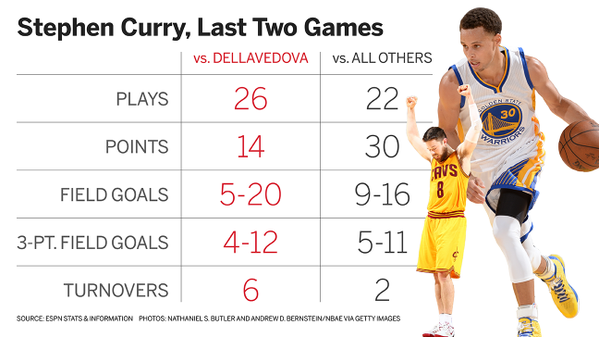 Stephen Curry, Last Two Games
vs. DELLAVEDOVA vs. ALL OTHERS
PLAYS 26 22
POINTS 14 30
FIELD GOALS 5-20 9-16
3-PT. FIELD GOALS 4-12 5-11
TURNOVERS 6 2
SOURCE: ESPN STATS & INFORMATION PHOTOS: NATHANIEL S. BUTLER AND ANDREW D. BERNSTEIN/NBAE VIA GETTY IMAGES
GOLDEN STATE
30
WARRIORS
CAVS
8